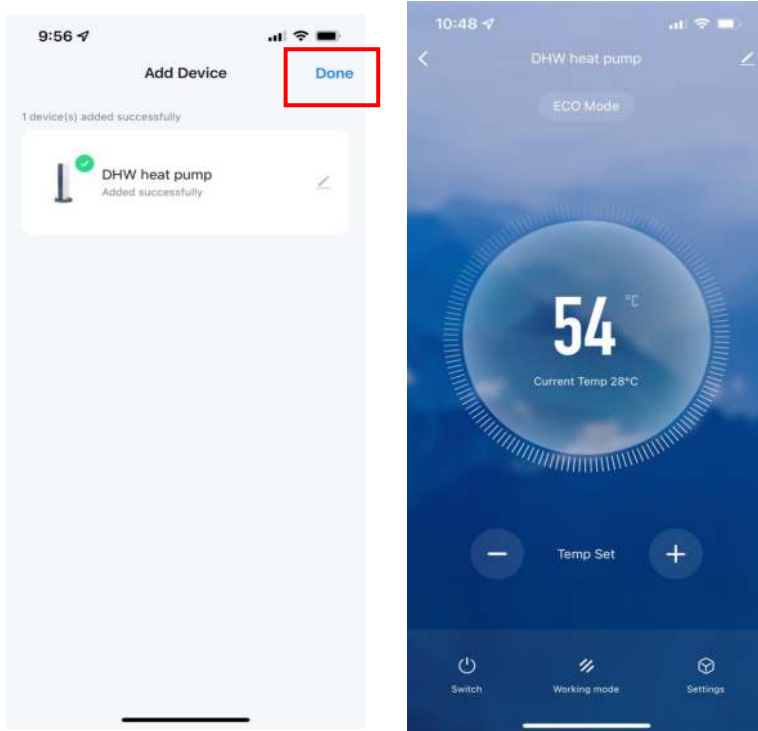 9:56
Add Device
Done
1 device(s) added successfully
DHW heat pump
Added successfully
10:48
DHW heat pump
ECO Mode
54 °C
Current Temp 28°C
Temp Set
Switch
Working mode
Settings